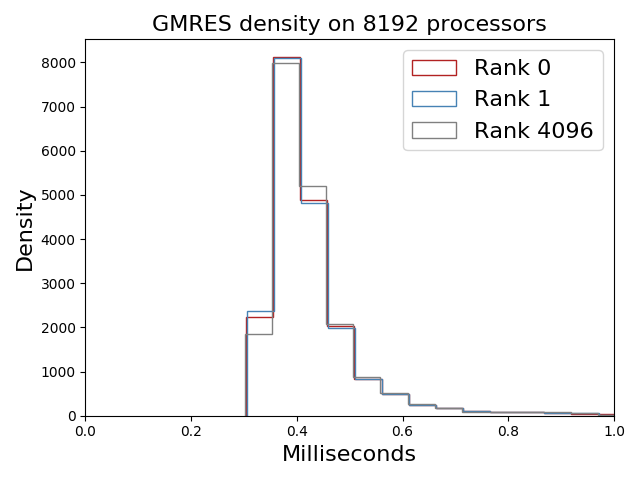 GMRES density on 8192 processors
Density
8000
7000
6000
5000
4000
3000
2000
1000
0
Rank 0
Rank 1
Rank 4096
0.0 0.2 0.4 0.6 0.8 1.0
Milliseconds